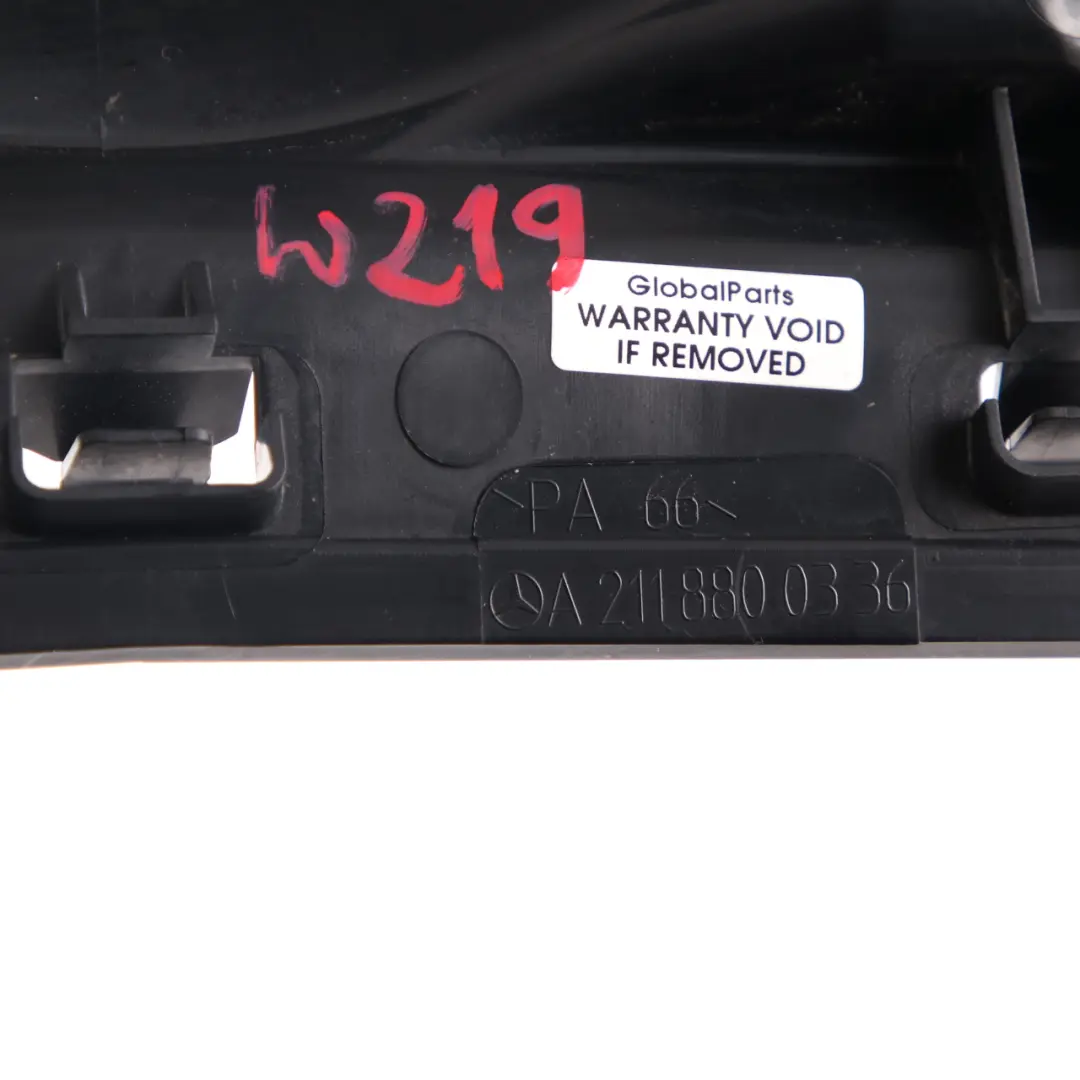 W219
GlobalParts
WARRANTY VOID
IF REMOVED
>PA 66<
A 211 880 03 36